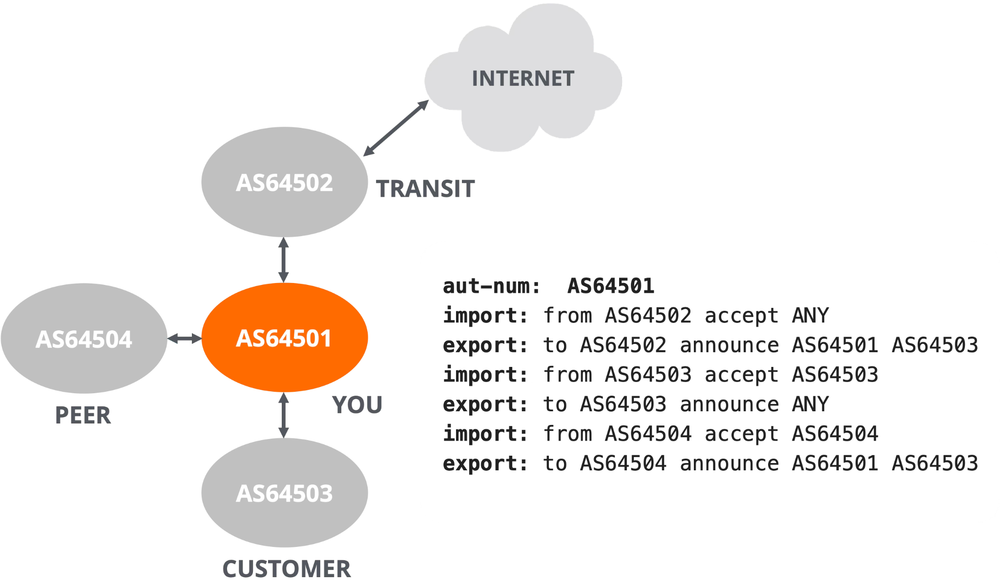 INTERNET
AS64502
TRANSIT
AS64504
AS64501
PEER
YOU
AS64503
CUSTOMER
aut-num: AS64501
import: from AS64502 accept ANY
export: to AS64502 announce AS64501 AS64503
import: from AS64503 accept AS64503
export: to AS64503 announce ANY
import: from AS64504 accept AS64504
export: to AS64504 announce AS64501 AS64503